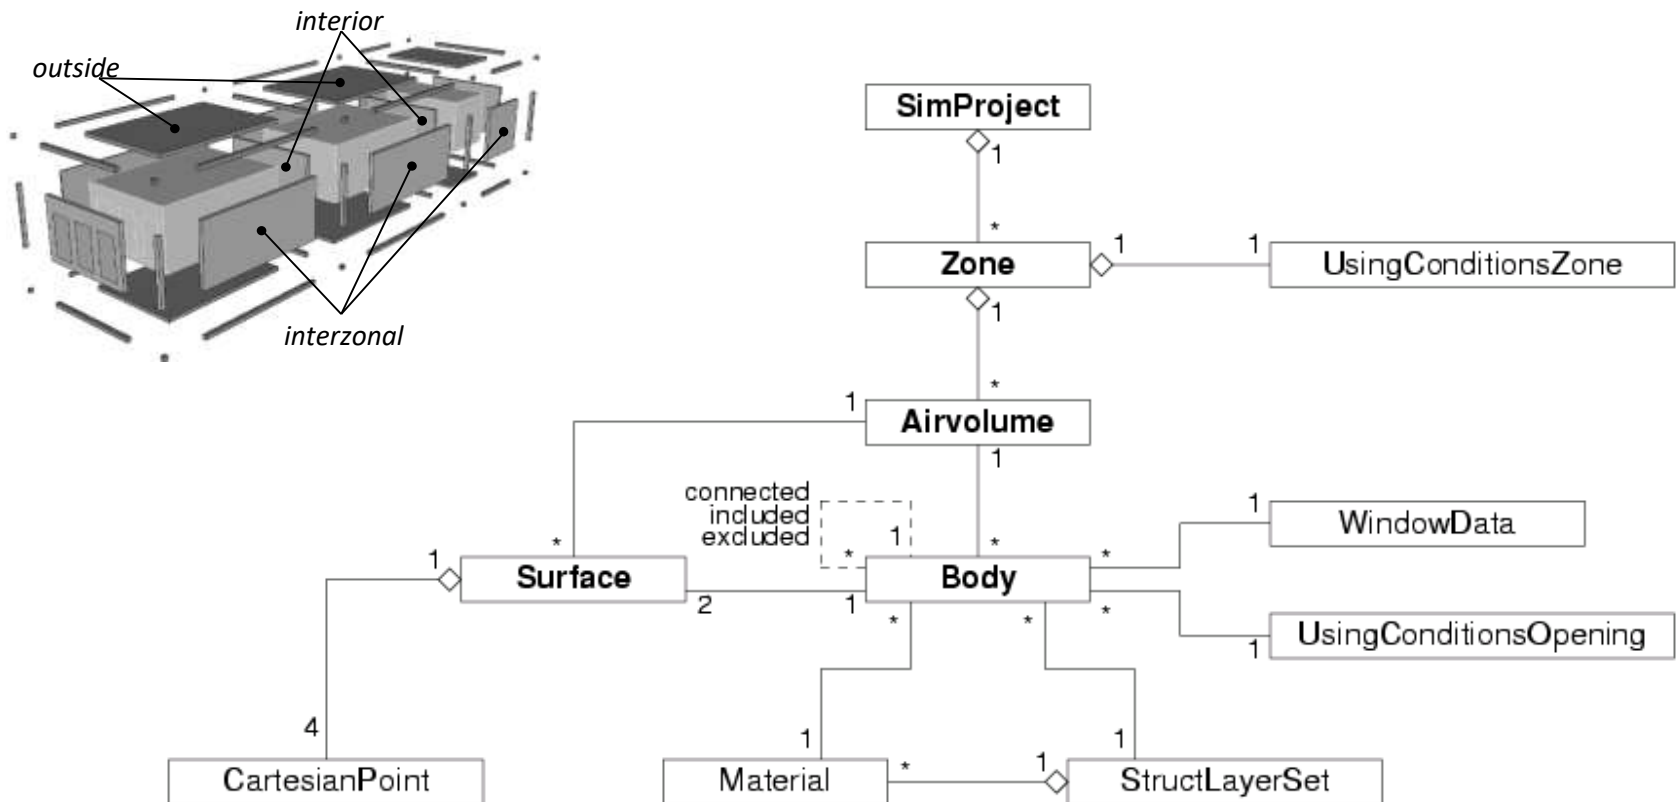 interior
outside
interzonal
SimProject
1
*
Zone
1
1
UsingConditionsZone
1
*
1
Airvolume
1
connected
included
excluded
1
*
*
*
1
Surface
2
1
Body
*
*
1
WindowData
*
*
1
UsingConditionsOpening
4
1
1
CartesianPoint
Material
*
1
StructLayerSet